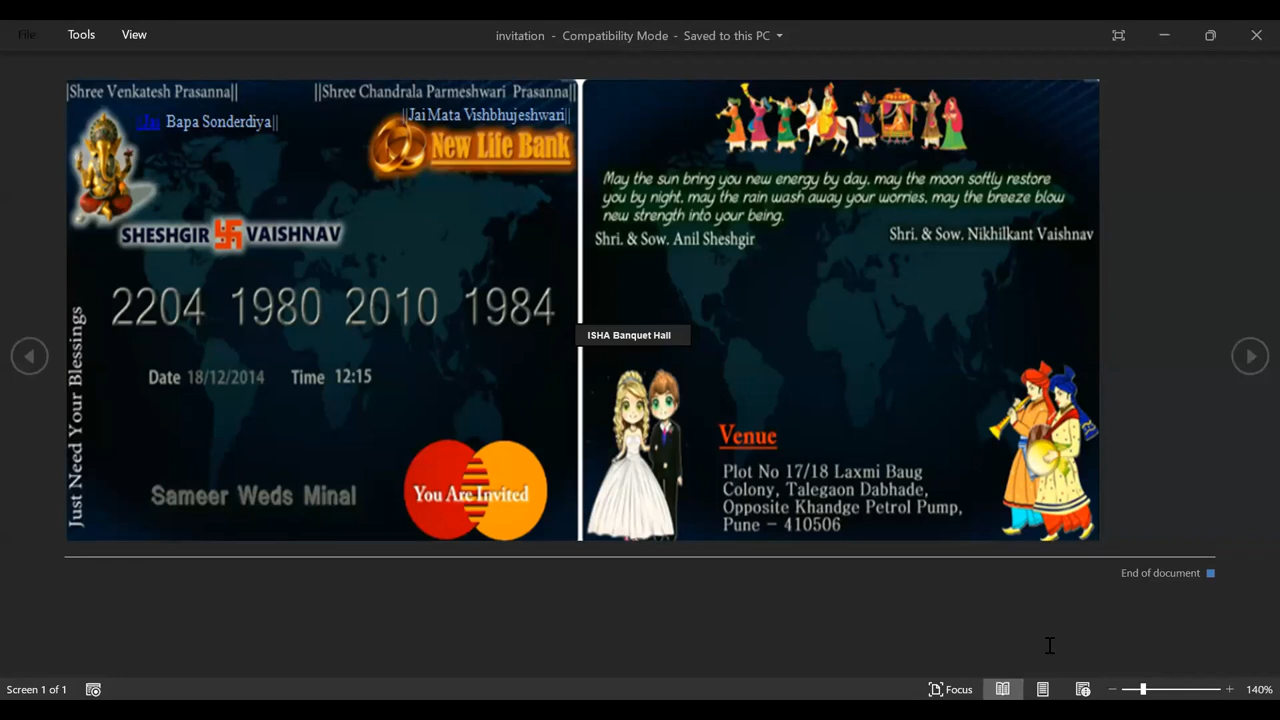 File Tools View
invitation - Compatibility Mode - Saved to this PC
|Shree Venkatesh Prasanna||
||Shree Chandrala Parmeshwari Prasanna||
||Jai Bapa Sonderdiya||
||Jai Mata Vishbhujeshwari||
New Life Bank
SHESHGIR VAISHNAV
2204 1980 2010 1984
Date 18/12/2014 Time 12:15
Just Need Your Blessings
Sameer Weds Minal
You Are Invited
May the sun bring you new energy by day, may the moon softly restore
you by night, may the rain wash away your worries, may the breeze blow
new strength into your being.
Shri. & Sow. Anil Sheshgir
Shri. & Sow. Nikhilkant Vaishnav
ISHA Banquet Hall
Venue
Plot No 17/18 Laxmi Baug
Colony, Talegaon Dabhade,
Opposite Khandge Petrol Pump,
Pune - 410506
End of document
Screen 1 of 1
Focus
140%